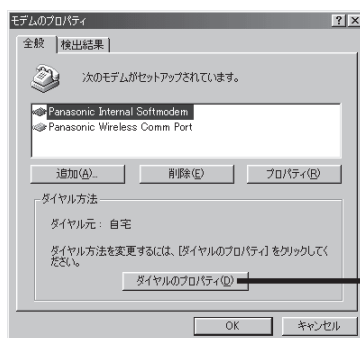 モデムのプロパティ
全般
検出結果
次のモデムがセットアップされています。
Panasonic Internal Softmodem
Panasonic Wireless Comm Port
追加(A)...
削除(E)
プロパティ(R)
ダイヤル方法
ダイヤル元： 自宅
ダイヤル方法を変更するには、[ダイヤルのプロパティ] をクリックしてく
ださい。
ダイヤルのプロパティ(D)
OK
キャンセル